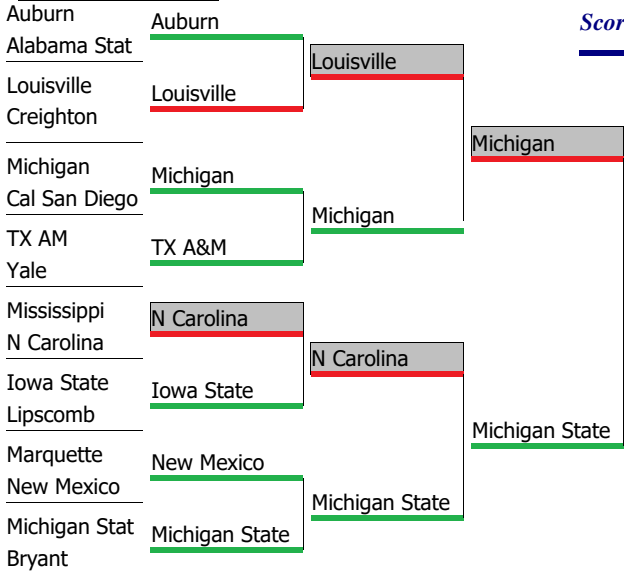 Auburn
Alabama Stat
Louisville
Creighton
Michigan
Cal San Diego
TX AM
Yale
Mississippi
N Carolina
Iowa State
Lipscomb
Marquette
New Mexico
Michigan Stat
Bryant
Auburn
Louisville
Michigan
TX A&M
N Carolina
Iowa State
New Mexico
Michigan State
Louisville
Michigan
N Carolina
Michigan State
Michigan
Michigan State
Scor